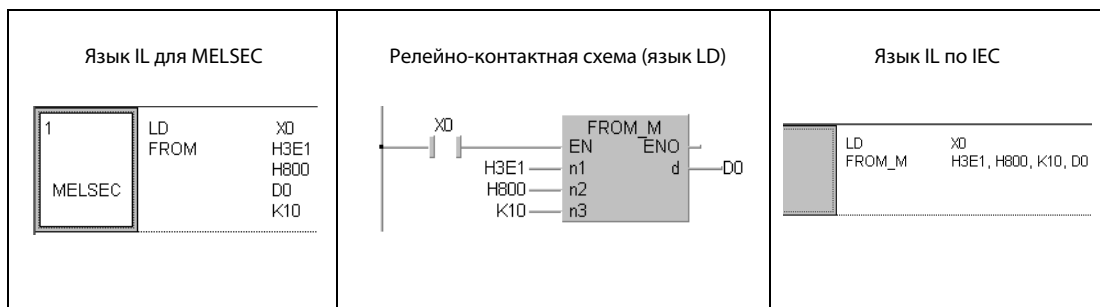 Язык IL для MELSEC
1
MELSEC
LD X0
FROM H3E1
H800
D0
K10
Релейно-контактная схема (язык LD)
X0
FROM_M
EN ENO
H3E1 n1 d D0
H800 n2
K10 n3
Язык IL по IEC
LD X0
FROM_M H3E1, H800, K10, D0